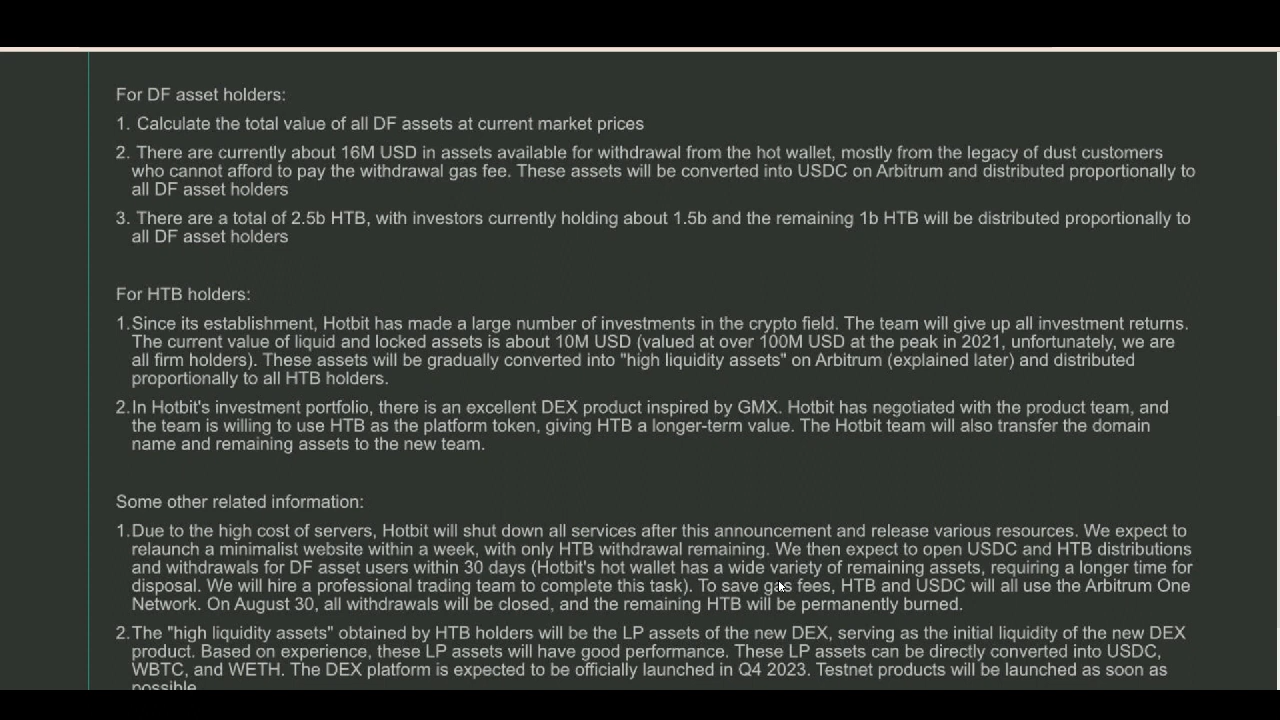 For DF asset holders:
1. Calculate the total value of all DF assets at current market prices
2. There are currently about 16M USD in assets available for withdrawal from the hot wallet, mostly from the legacy of dust customers
who cannot afford to pay the withdrawal gas fee. These assets will be converted into USDC on Arbitrum and distributed proportionally to
all DF asset holders
3. There are a total of 2.5b HTB, with investors currently holding about 1.5b and the remaining 1b HTB will be distributed proportionally to
all DF asset holders
For HTB holders:
1.Since its establishment, Hotbit has made a large number of investments in the crypto field. The team will give up all investment returns.
The current value of liquid and locked assets is about 10M USD (valued at over 100M USD at the peak in 2021, unfortunately, we are
all firm holders). These assets will be gradually converted into "high liquidity assets" on Arbitrum (explained later) and distributed
proportionally to all HTB holders.
2.In Hotbit's investment portfolio, there is an excellent DEX product inspired by GMX. Hotbit has negotiated with the product team, and
the team is willing to use HTB as the platform token, giving HTB a longer-term value. The Hotbit team will also transfer the domain
name and remaining assets to the new team.
Some other related information:
1.Due to the high cost of servers, Hotbit will shut down all services after this announcement and release various resources. We expect to
relaunch a minimalist website within a week, with only HTB withdrawal remaining. We then expect to open USDC and HTB distributions
and withdrawals for DF asset users within 30 days (Hotbit's hot wallet has a wide variety of remaining assets, requiring a longer time for
disposal. We will hire a professional trading team to complete this task). To save gas fees, HTB and USDC will all use the Arbitrum One
Network. On August 30, all withdrawals will be closed, and the remaining HTB will be permanently burned.
2.The "high liquidity assets" obtained by HTB holders will be the LP assets of the new DEX, serving as the initial liquidity of the new DEX
product. Based on experience, these LP assets will have good performance. These LP assets can be directly converted into USDC,
WBTC, and WETH. The DEX platform is expected to be officially launched in Q4 2023. Testnet products will be launched as soon as
possible.